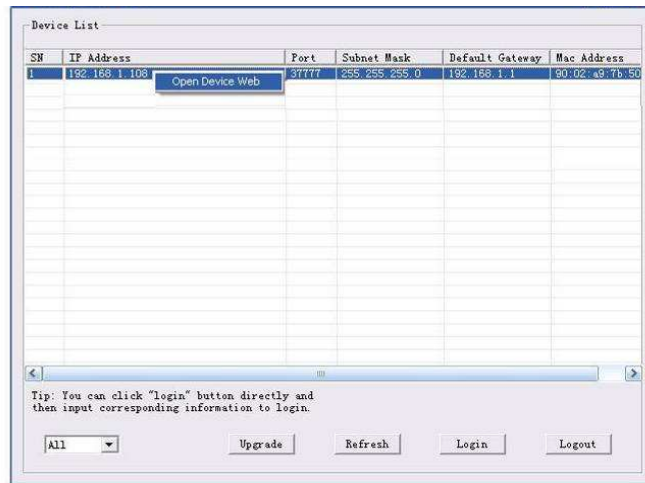 Device List
SN IP Address Port Subnet Mask Default Gateway Mac Address
1 192.168.1.108 37777 255.255.255.0 192.168.1.1 90:02:a9:7b:50
Open Device Web
Tip: You can click "login" button directly and
then input corresponding information to login.
All Upgrade Refresh Login Logout